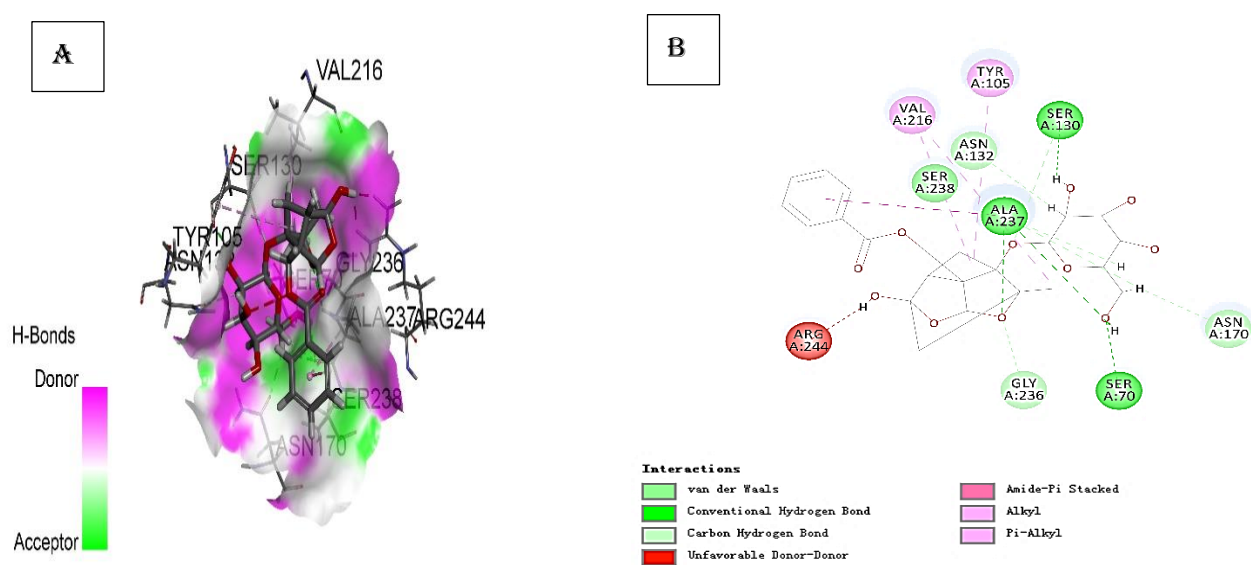 A
VAL216
SER130
TYR105
GLY236
ALA237
ARG244
SER238
ASN170
H-Bonds
Donor
Acceptor
B
TYR
A:105
VAL
A:216
SER
A:130
ASN
A:132
SER
A:238
ALA
A:237
H
O
H
O
O
O
H
O
O
O
O
H
H
O
H
O
H
O
O
ARG
A:244
ASN
A:170
GLY
A:236
SER
A:70
Interactions
van der Waals
Conventional Hydrogen Bond
Carbon Hydrogen Bond
Unfavorable Donor-Donor
Amide-Pi Stacked
Alkyl
Pi-Alkyl